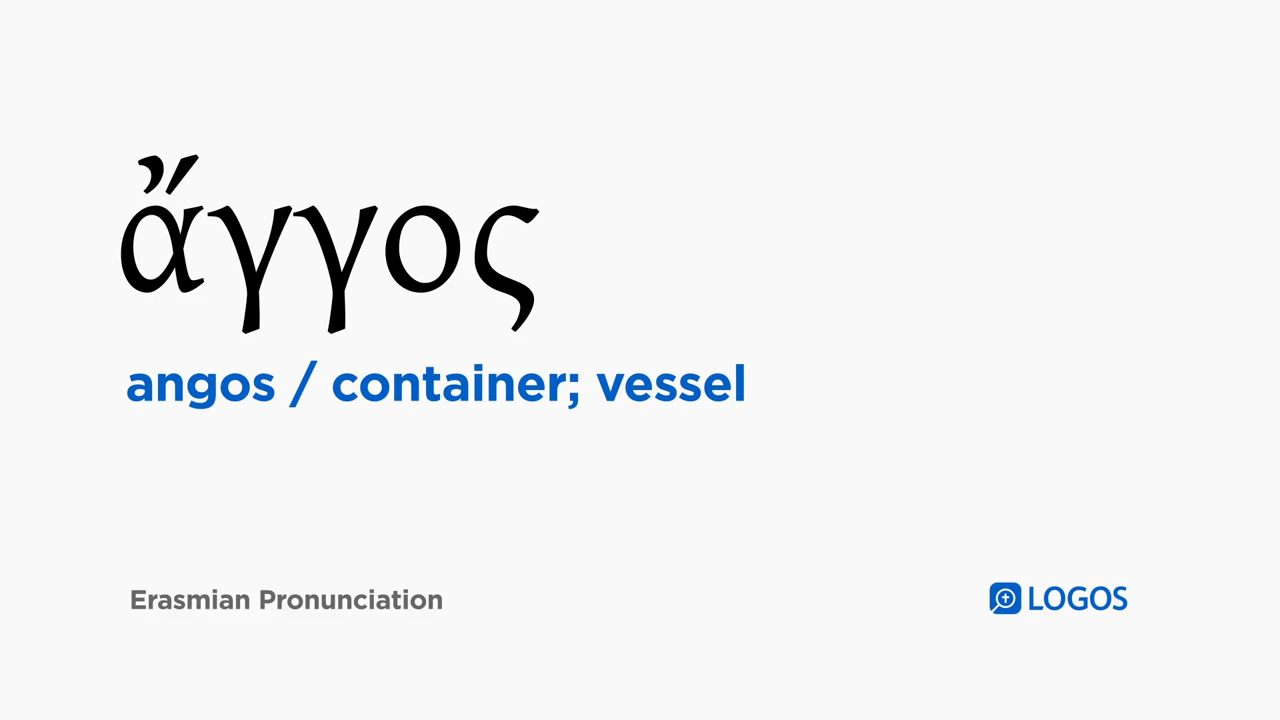 ἄγγος
angos / container; vessel
Erasmian Pronunciation
LOGOS